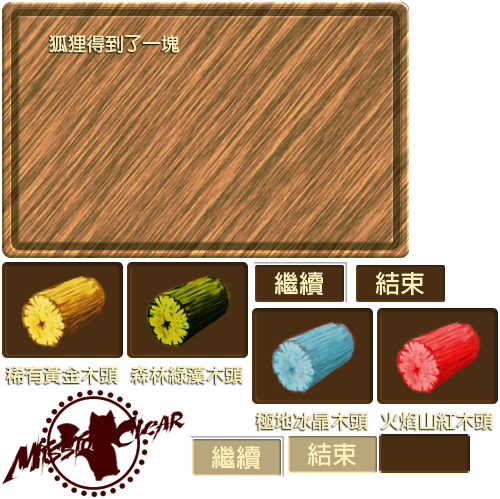 狐狸得到了一塊
繼續
結束
稀有黃金木頭
森林綠藻木頭
極地冰晶木頭
火焰山紅木頭
MISSION CLEAR
繼續
結束